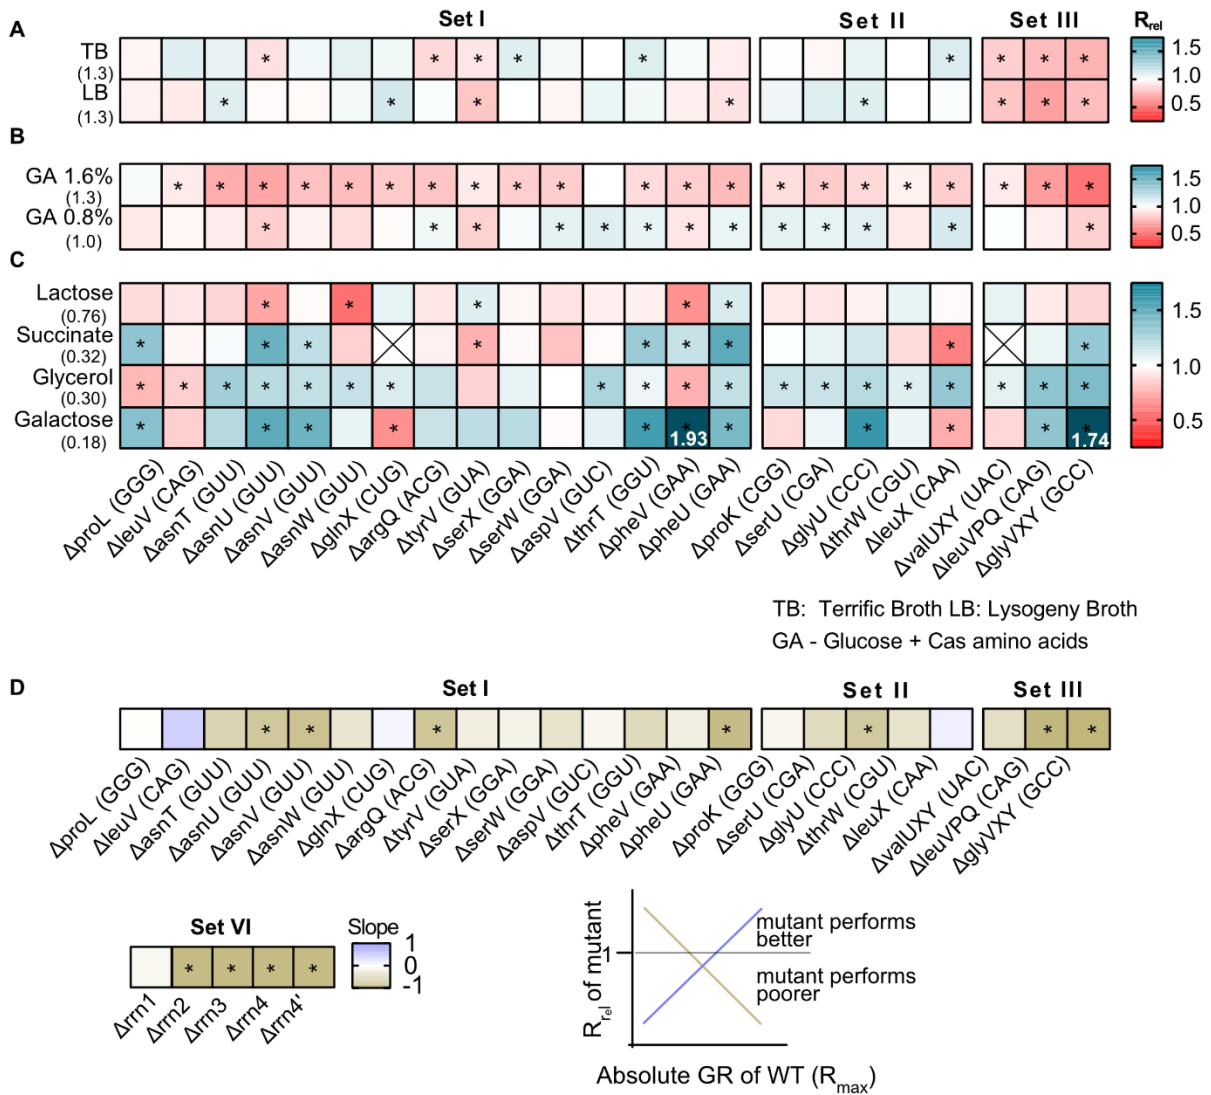 A
Set I
Set II
Set III
R_rel
TB
(1.3)
* * * * * * * * *
LB
(1.3)
* * * * * * * *
1.5
1.0
0.5
B
GA 1.6%
(1.3)
* * * * * * * * * * * * * * * * * * * * *
GA 0.8%
(1.0)
* * * * * * * * * * * * * *
1.5
1.0
0.5
C
Lactose
(0.76)
* * * * *
Succinate
(0.32)
* * * * * * * * *
Glycerol
(0.30)
* * * * * * * * * * * * * * * * * * * *
Galactose
(0.18)
* * * * * * * * * * *
1.93
1.74
1.5
1.0
0.5
ΔproL (GGG)
ΔleuV (CAG)
ΔasnT (GUU)
ΔasnU (GUU)
ΔasnV (GUU)
ΔasnW (GUU)
ΔglnX (CUG)
ΔargQ (ACG)
ΔtyrV (GUA)
ΔserX (GGA)
ΔserW (GGA)
ΔaspV (GUC)
ΔthrT (GGU)
ΔpheV (GAA)
ΔpheU (GAA)
ΔproK (CGG)
ΔserU (CGA)
ΔglyU (CCC)
ΔthrW (CGU)
ΔleuX (CAA)
ΔvalUXY (UAC)
ΔleuVPQ (CAG)
ΔglyVXY (GCC)
TB: Terrific Broth LB: Lysogeny Broth
GA - Glucose + Cas amino acids
D
Set I
Set II
Set III
* * * * * * *
ΔproL (GGG)
ΔleuV (CAG)
ΔasnT (GUU)
ΔasnU (GUU)
ΔasnV (GUU)
ΔasnW (GUU)
ΔglnX (CUG)
ΔargQ (ACG)
ΔtyrV (GUA)
ΔserX (GGA)
ΔserW (GGA)
ΔaspV (GUC)
ΔthrT (GGU)
ΔpheV (GAA)
ΔpheU (GAA)
ΔproK (GGG)
ΔserU (CGA)
ΔglyU (CCC)
ΔthrW (CGU)
ΔleuX (CAA)
ΔvalUXY (UAC)
ΔleuVPQ (CAG)
ΔglyVXY (GCC)
Set VI
* * * *
Δrrn1
Δrrn2
Δrrn3
Δrrn4
Δrrn4'
Slope
1
0
-1
R_rel of mutant
1
mutant performs
better
mutant performs
poorer
Absolute GR of WT (R_max)